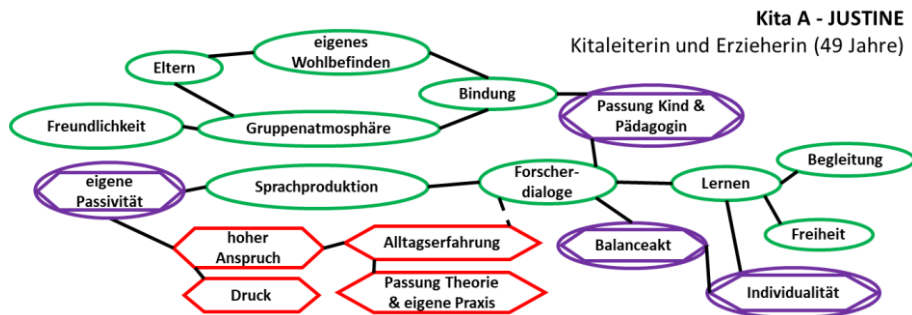 Kita A - JUSTINE
Kitaleiterin und Erzieherin (49 Jahre)
eigenes
Wohlbefinden
Eltern
Bindung
Passung Kind &
Pädagogin
Freundlichkeit
Gruppenatmosphäre
Begleitung
eigene
Passivität
Sprachproduktion
Forscher-
dialoge
Lernen
Freiheit
hoher
Anspruch
Alltagserfahrung
Balanceakt
Druck
Passung Theorie
& eigene Praxis
Individualität